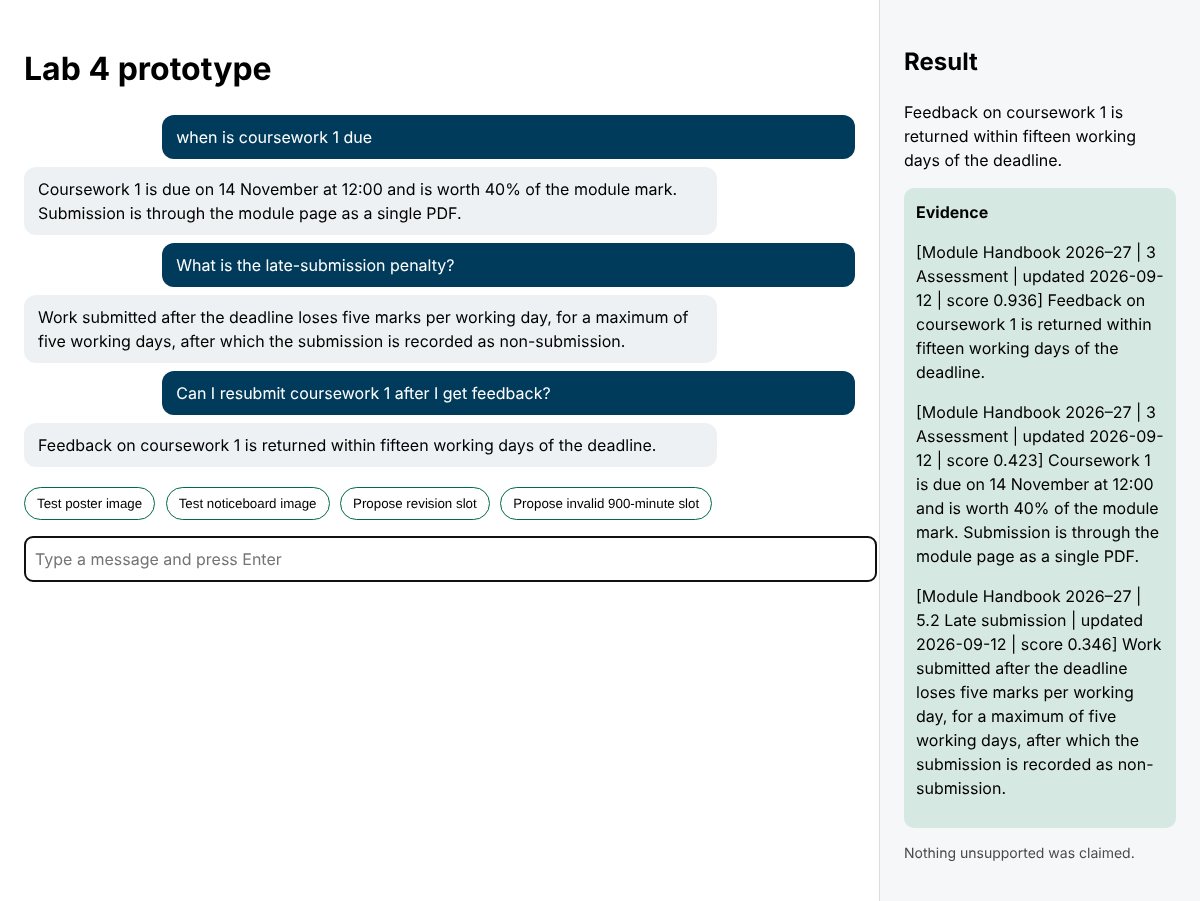 Lab 4 prototype
when is coursework 1 due
Coursework 1 is due on 14 November at 12:00 and is worth 40% of the module mark.
Submission is through the module page as a single PDF.
What is the late-submission penalty?
Work submitted after the deadline loses five marks per working day, for a maximum of
five working days, after which the submission is recorded as non-submission.
Can I resubmit coursework 1 after I get feedback?
Feedback on coursework 1 is returned within fifteen working days of the deadline.
Test poster image
Test noticeboard image
Propose revision slot
Propose invalid 900-minute slot
Type a message and press Enter
Result
Feedback on coursework 1 is
returned within fifteen working
days of the deadline.
Evidence
[Module Handbook 2026–27 | 3
Assessment | updated 2026-09-
12 | score 0.936] Feedback on
coursework 1 is returned within
fifteen working days of the
deadline.
[Module Handbook 2026–27 | 3
Assessment | updated 2026-09-
12 | score 0.423] Coursework 1
is due on 14 November at 12:00
and is worth 40% of the module
mark. Submission is through the
module page as a single PDF.
[Module Handbook 2026–27 |
5.2 Late submission | updated
2026-09-12 | score 0.346] Work
submitted after the deadline
loses five marks per working
day, for a maximum of five
working days, after which the
submission is recorded as non-
submission.
Nothing unsupported was claimed.